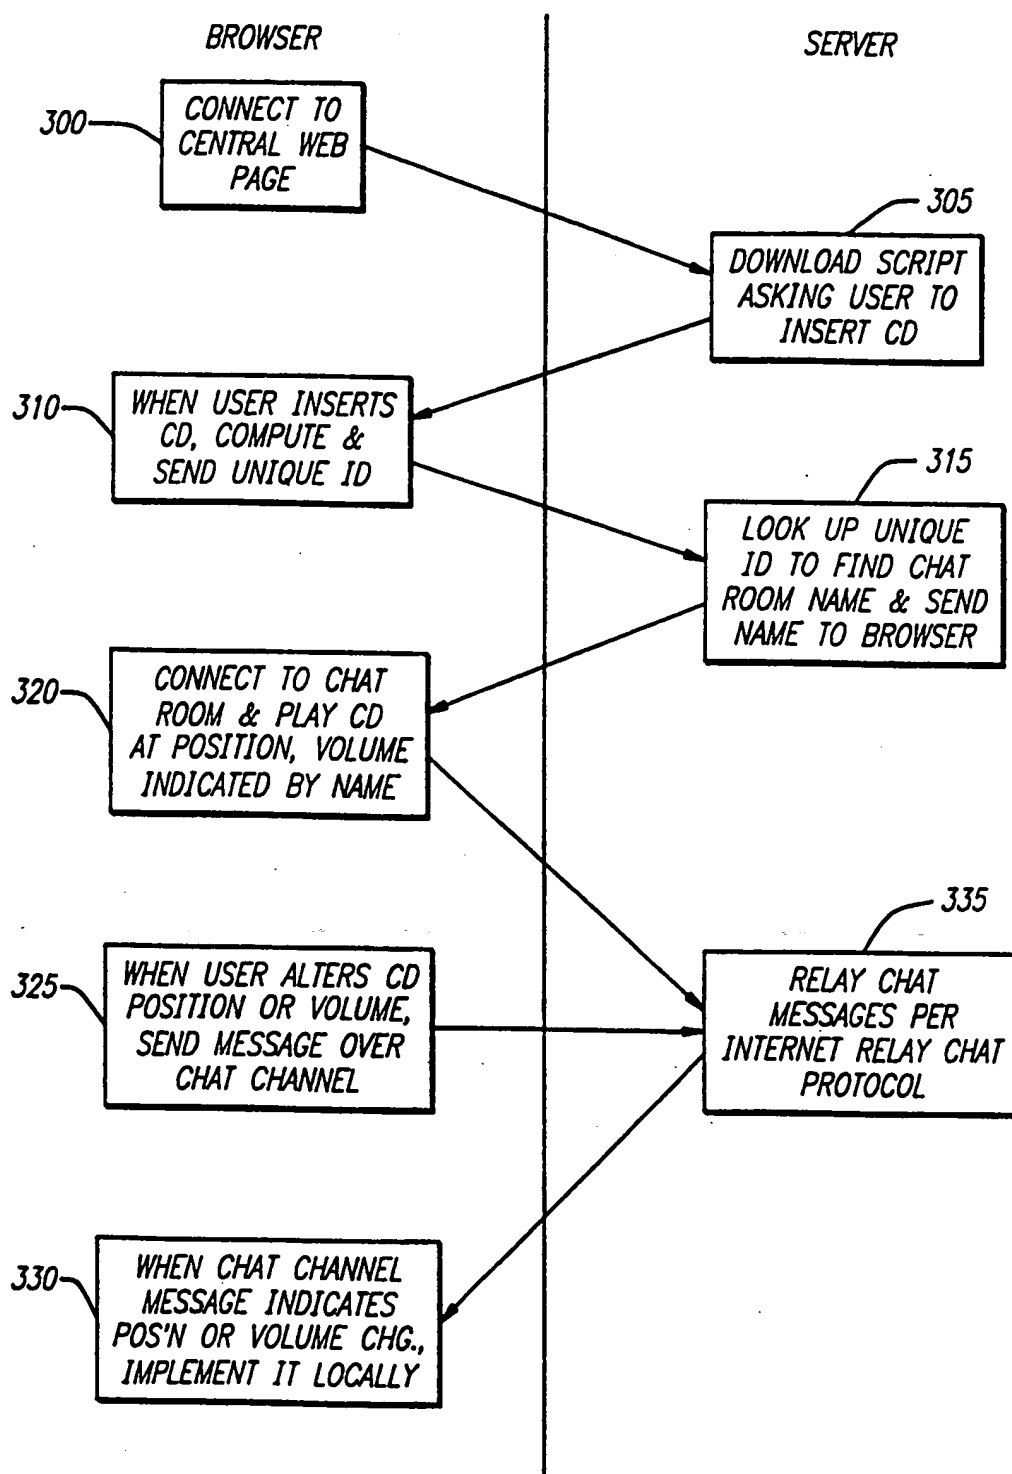 BROWSER
SERVER
300
CONNECT TO
CENTRAL WEB
PAGE
305
DOWNLOAD SCRIPT
ASKING USER TO
INSERT CD
310
WHEN USER INSERTS
CD, COMPUTE &
SEND UNIQUE ID
315
LOOK UP UNIQUE
ID TO FIND CHAT
ROOM NAME & SEND
NAME TO BROWSER
320
CONNECT TO CHAT
ROOM & PLAY CD
AT POSITION, VOLUME
INDICATED BY NAME
325
WHEN USER ALTERS CD
POSITION OR VOLUME,
SEND MESSAGE OVER
CHAT CHANNEL
335
RELAY CHAT
MESSAGES PER
INTERNET RELAY CHAT
PROTOCOL
330
WHEN CHAT CHANNEL
MESSAGE INDICATES
POS'N OR VOLUME CHG.,
IMPLEMENT IT LOCALLY